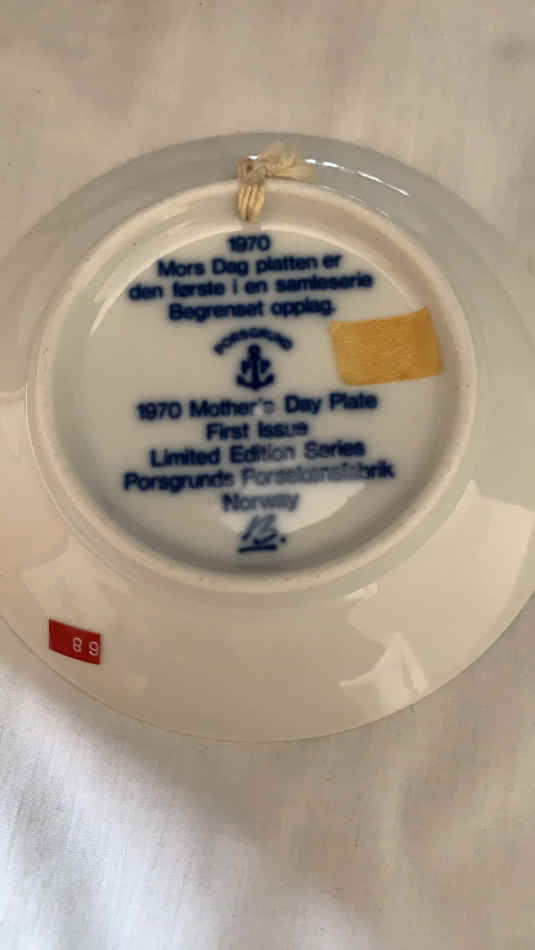 1970
Mors Dag platten er
den første i en samleserie
Begrenset opplag.
PORSGRUND
1970 Mother's Day Plate
First Issue
Limited Edition Series
Porsgrunds Porselænsfabrik
Norway
89